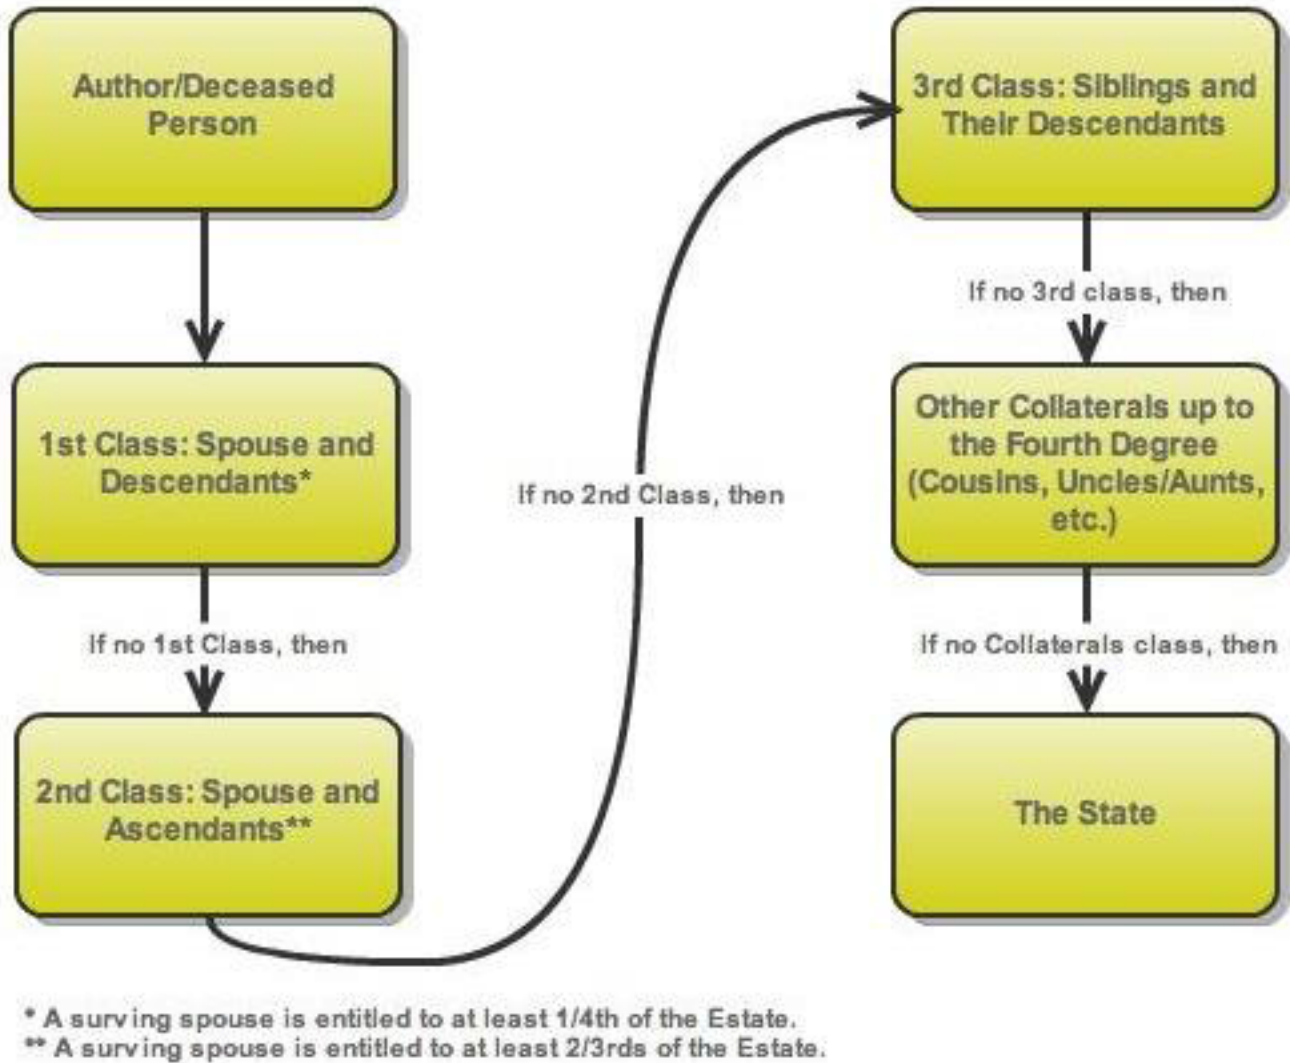 Author/Deceased
Person
1st Class: Spouse and
Descendants*
If no 1st Class, then
2nd Class: Spouse and
Ascendants**
If no 2nd Class, then
3rd Class: Siblings and
Their Descendants
If no 3rd class, then
Other Collaterals up to
the Fourth Degree
(Cousins, Uncles/Aunts,
etc.)
If no Collaterals class, then
The State
* A surving spouse is entitled to at least 1/4th of the Estate.
** A surving spouse is entitled to at least 2/3rds of the Estate.